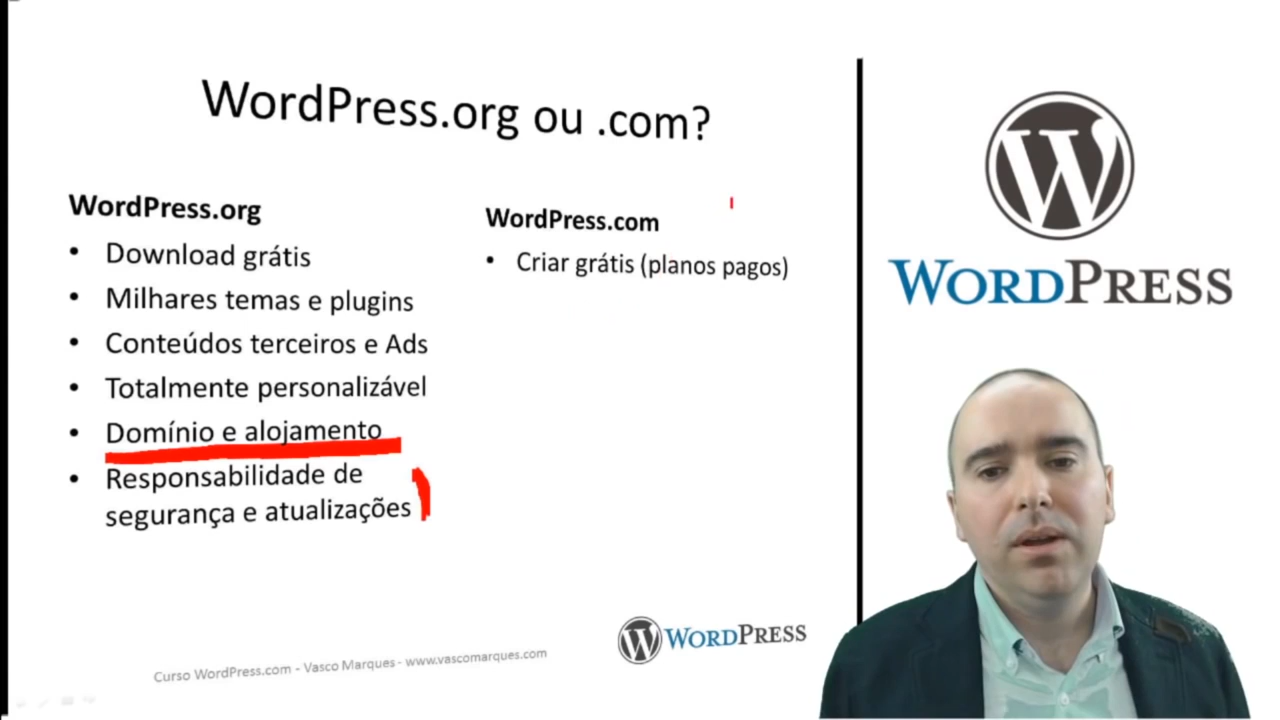 WordPress.org ou .com?
WordPress.org
• Download grátis
• Milhares temas e plugins
• Conteúdos terceiros e Ads
• Totalmente personalizável
• Domínio e alojamento
• Responsabilidade de
segurança e atualizações
WordPress.com
• Criar grátis (planos pagos)
WORDPRESS
WORDPRESS
Curso WordPress.com - Vasco Marques - www.vascomarques.com